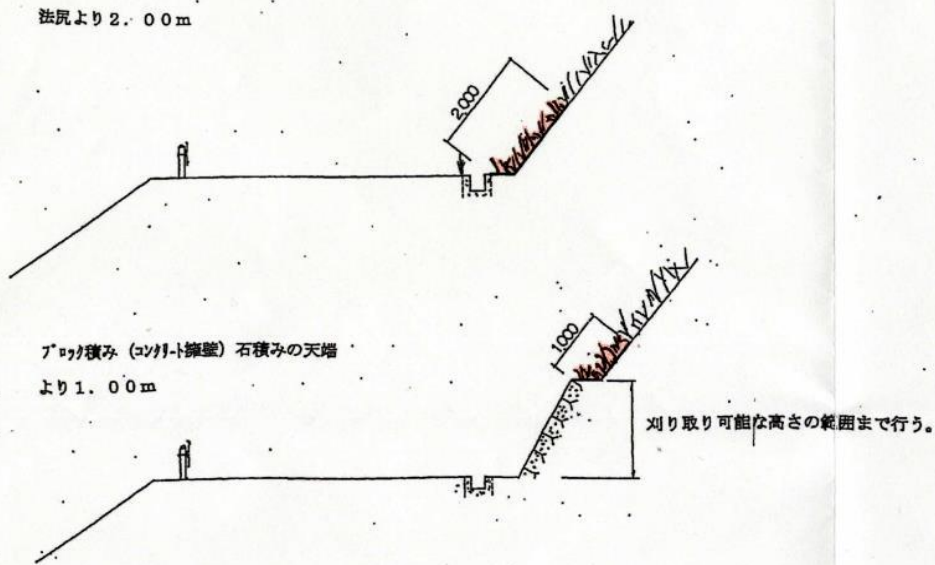 法尻より2.00m
2000
1000
ブロック積み(コンクリート擁壁)石積みの天端
より1.00m
刈り取り可能な高さの範囲まで行う。